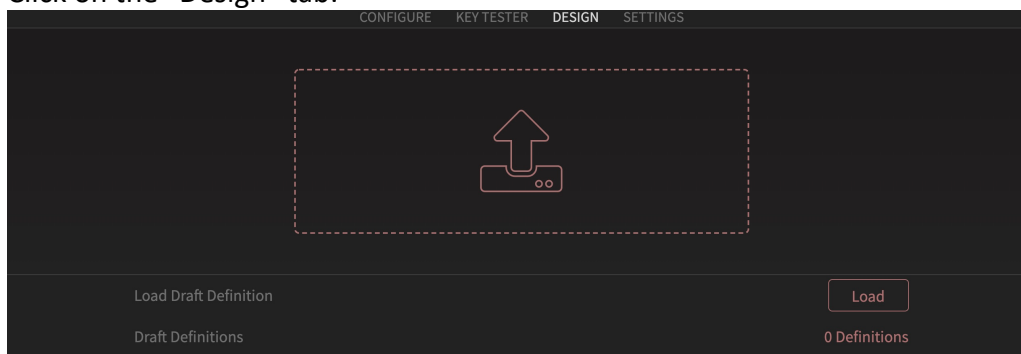 Click on the "Design" tab.
CONFIGURE KEY TESTER DESIGN SETTINGS
Load Draft Definition Load
Draft Definitions 0 Definitions